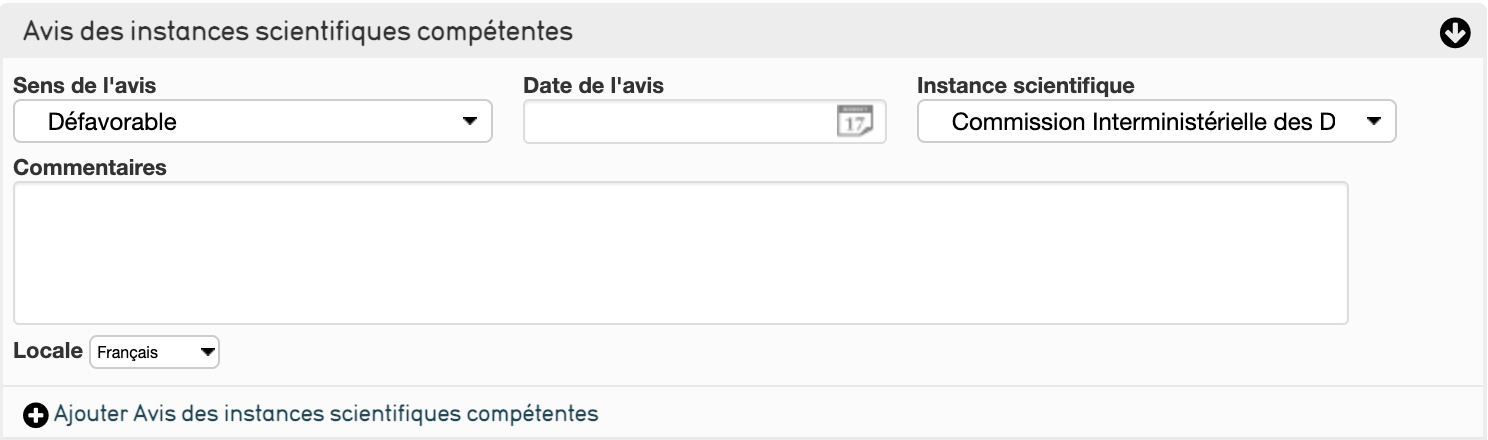 Avis des instances scientifiques compétentes
Sens de l'avis Date de l'avis Instance scientifique
Défavorable 17 Commission Interministérielle des D
Commentaires
Locale Français
Ajouter Avis des instances scientifiques compétentes